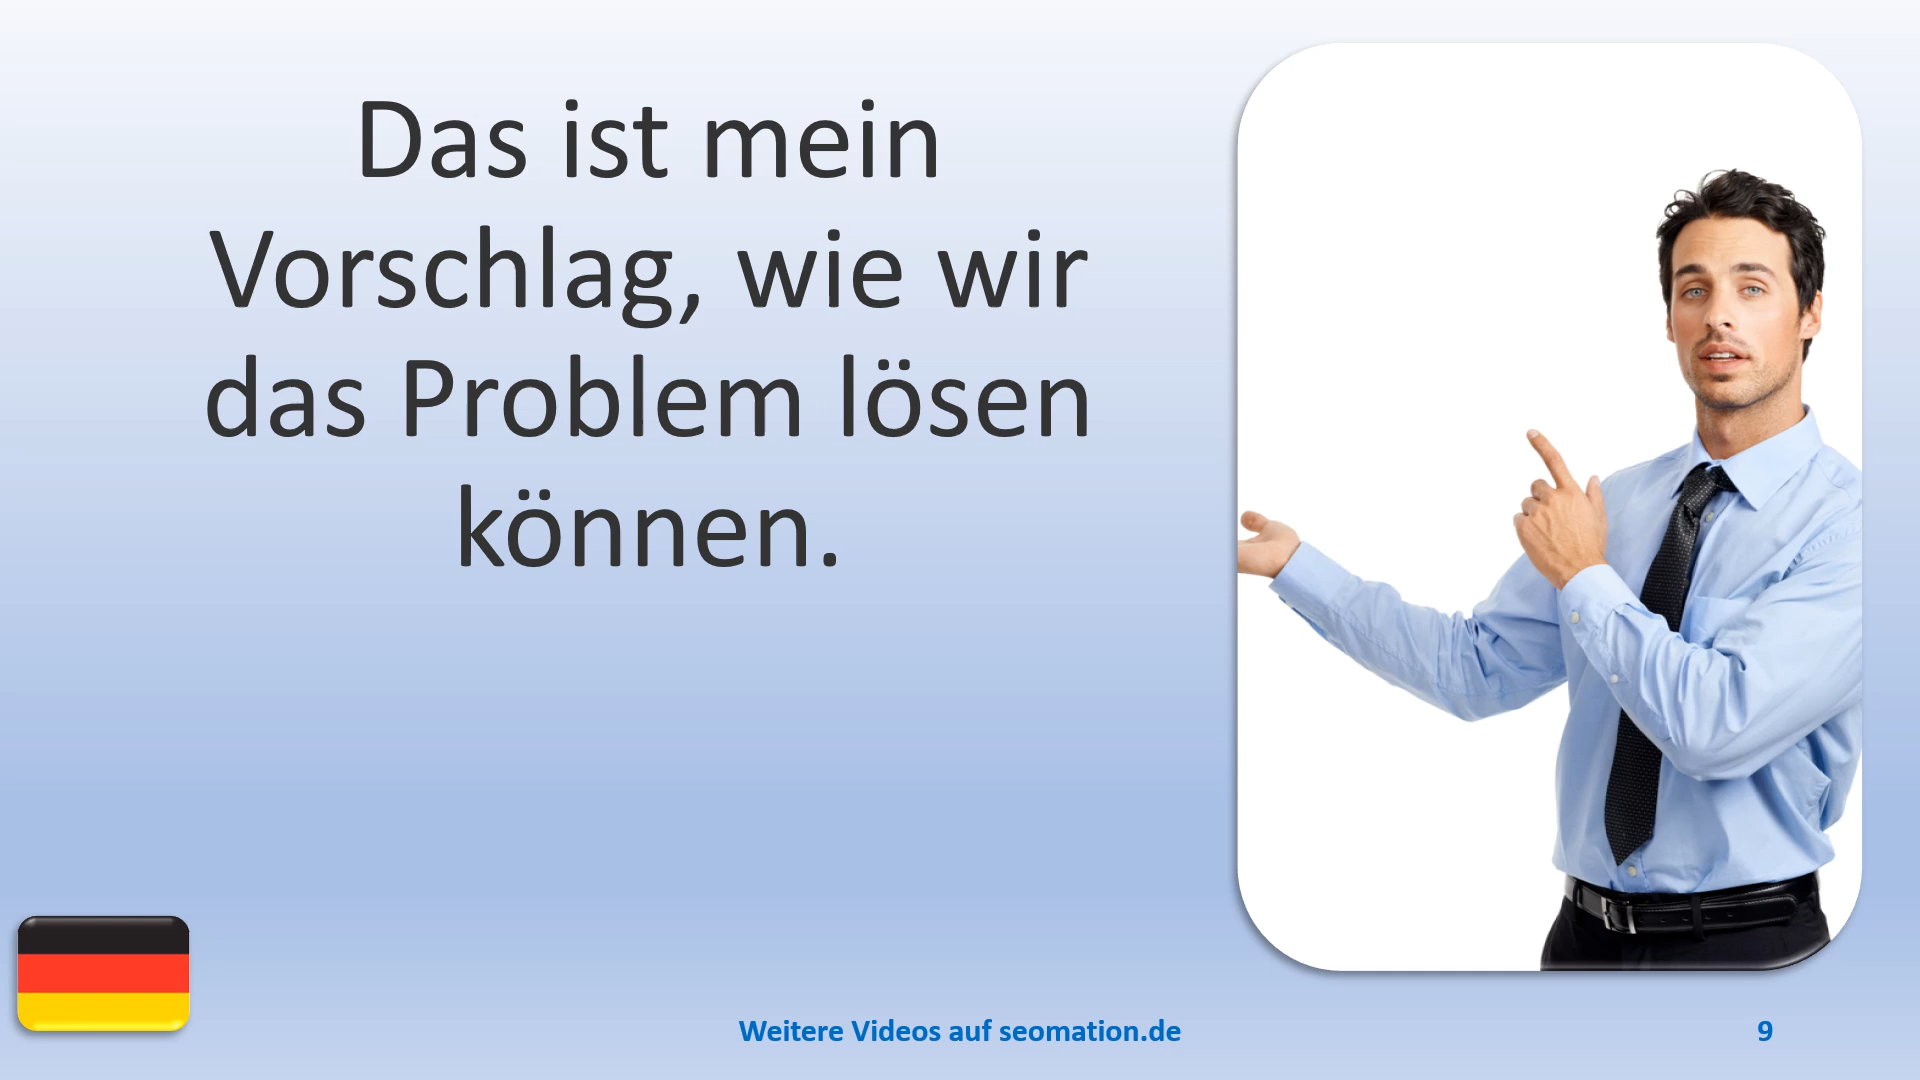 Das ist mein
Vorschlag, wie wir
das Problem lösen
können.
Weitere Videos auf seomation.de
9